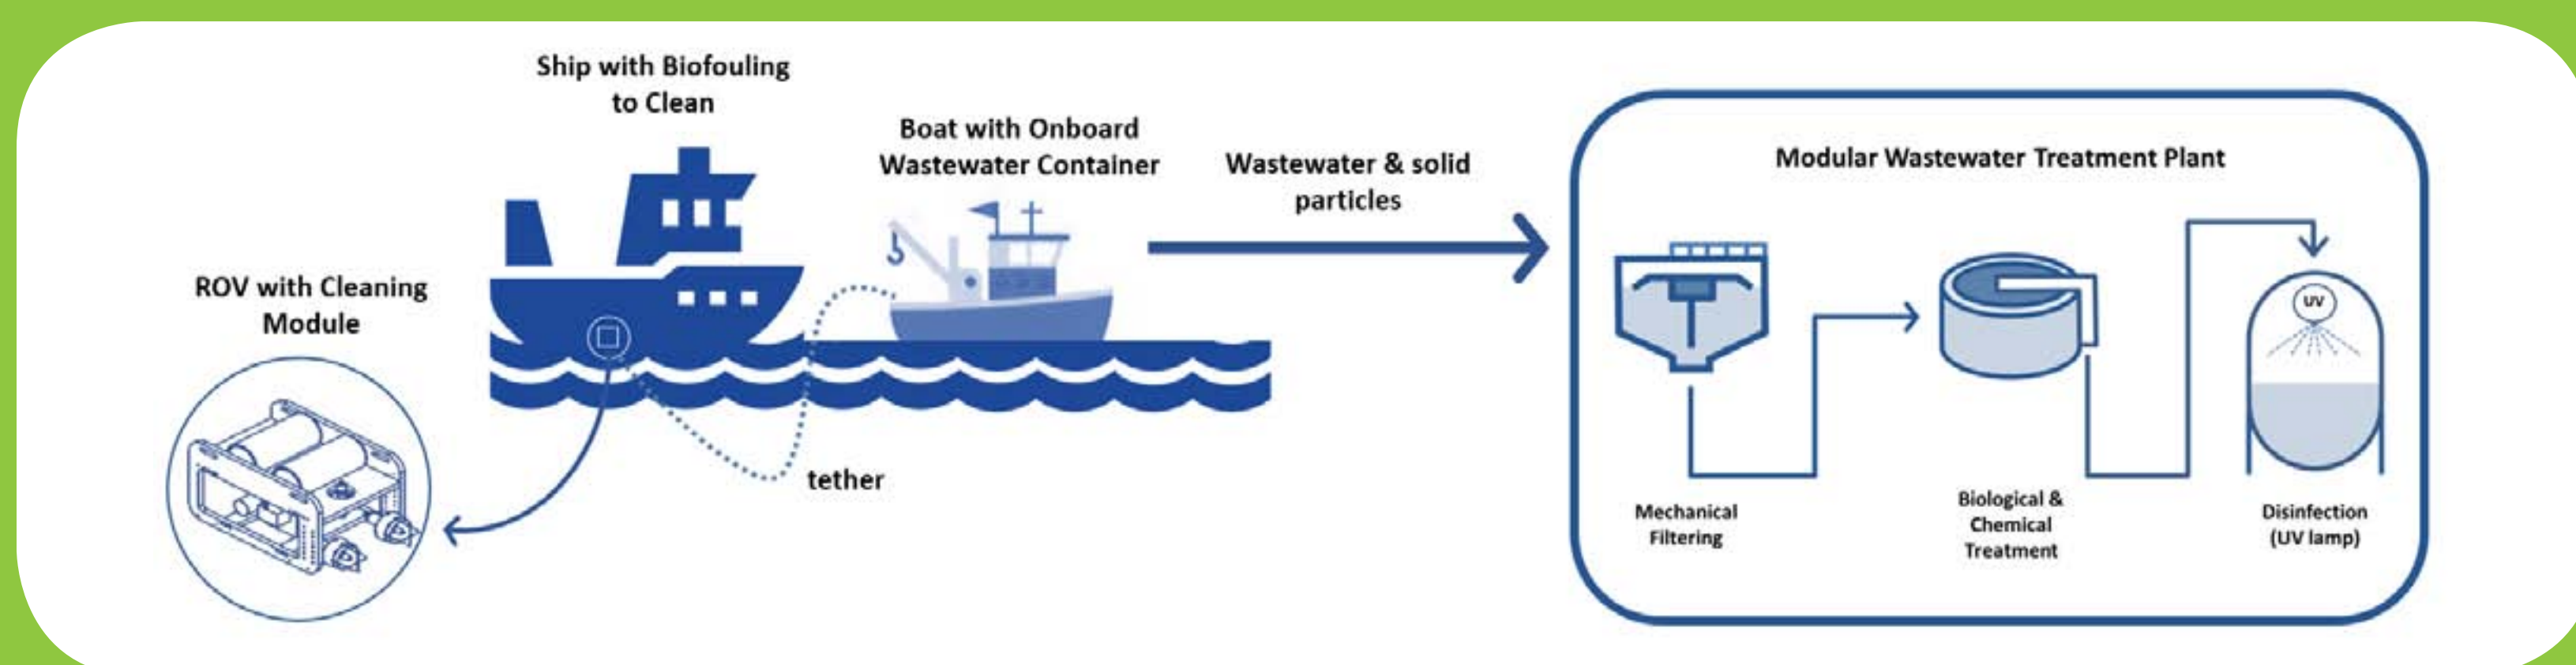 Ship with Biofouling
to Clean
Boat with Onboard
Wastewater Container
Wastewater & solid
particles
ROV with Cleaning
Module
tether
Modular Wastewater Treatment Plant
UV
Mechanical
Filtering
Biological &
Chemical
Treatment
Disinfection
(UV lamp)